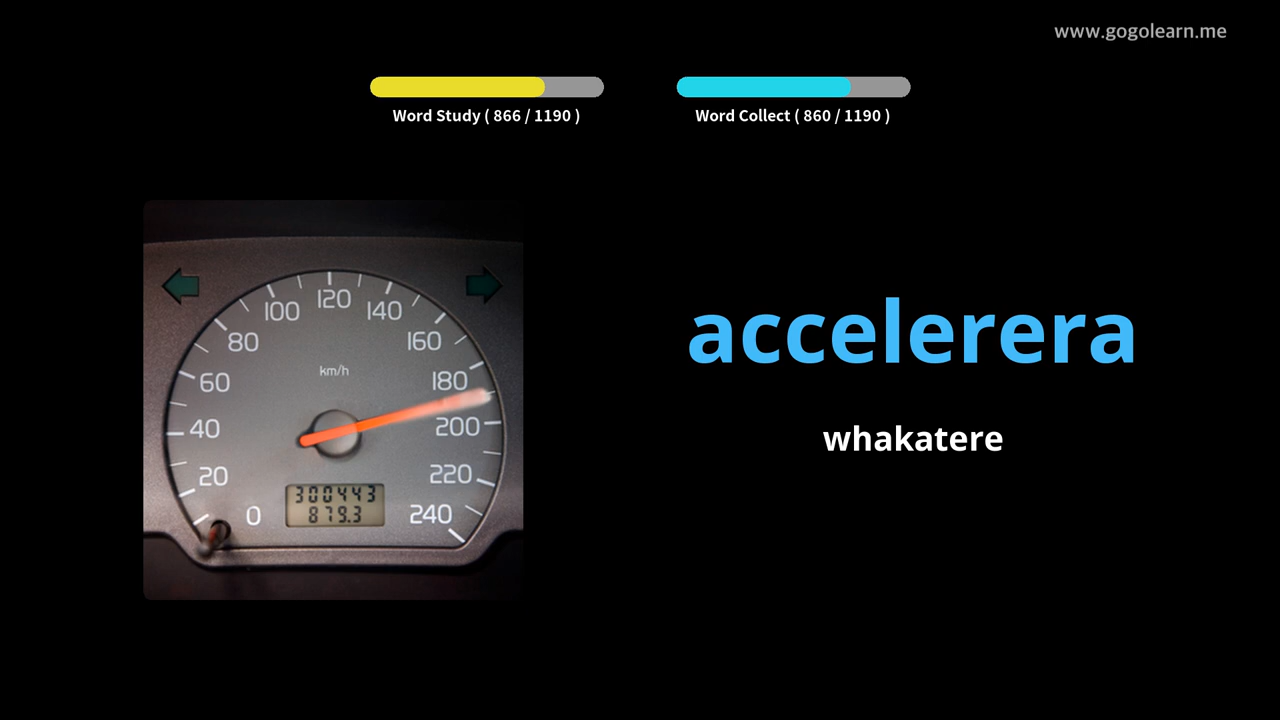 www.gogolearn.me
Word Study ( 866 / 1190 )
Word Collect ( 860 / 1190 )
120
100
140
80
160
km/h
60
180
40
200
20
220
300443
0
240
879.3
accelerera
whakatere